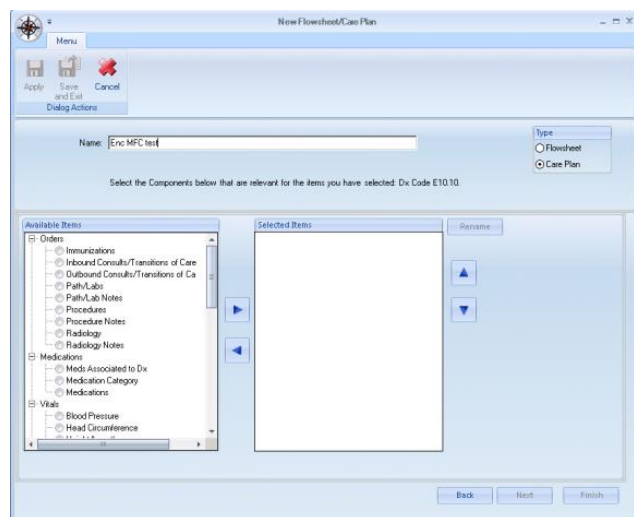 New Flowsheet/Care Plan
Menu
Apply
Save and Exit
Cancel
Dialog Actions
Name: Enc MFC test
Type
Flowsheet
Care Plan
Select the Components below that are relevant for the items you have selected: Dx Code E10.10.
Available Items
Selected Items
Rename
Orders
Immunizations
Inbound Consults/Transitions of Care
Outbound Consults/Transitions of Ca
Path/Labs
Path/Lab Notes
Procedures
Procedure Notes
Radiology
Radiology Notes
Medications
Meds Associated to Dx
Medication Category
Medications
Vitals
Blood Pressure
Head Circumference
Back
Next
Finish